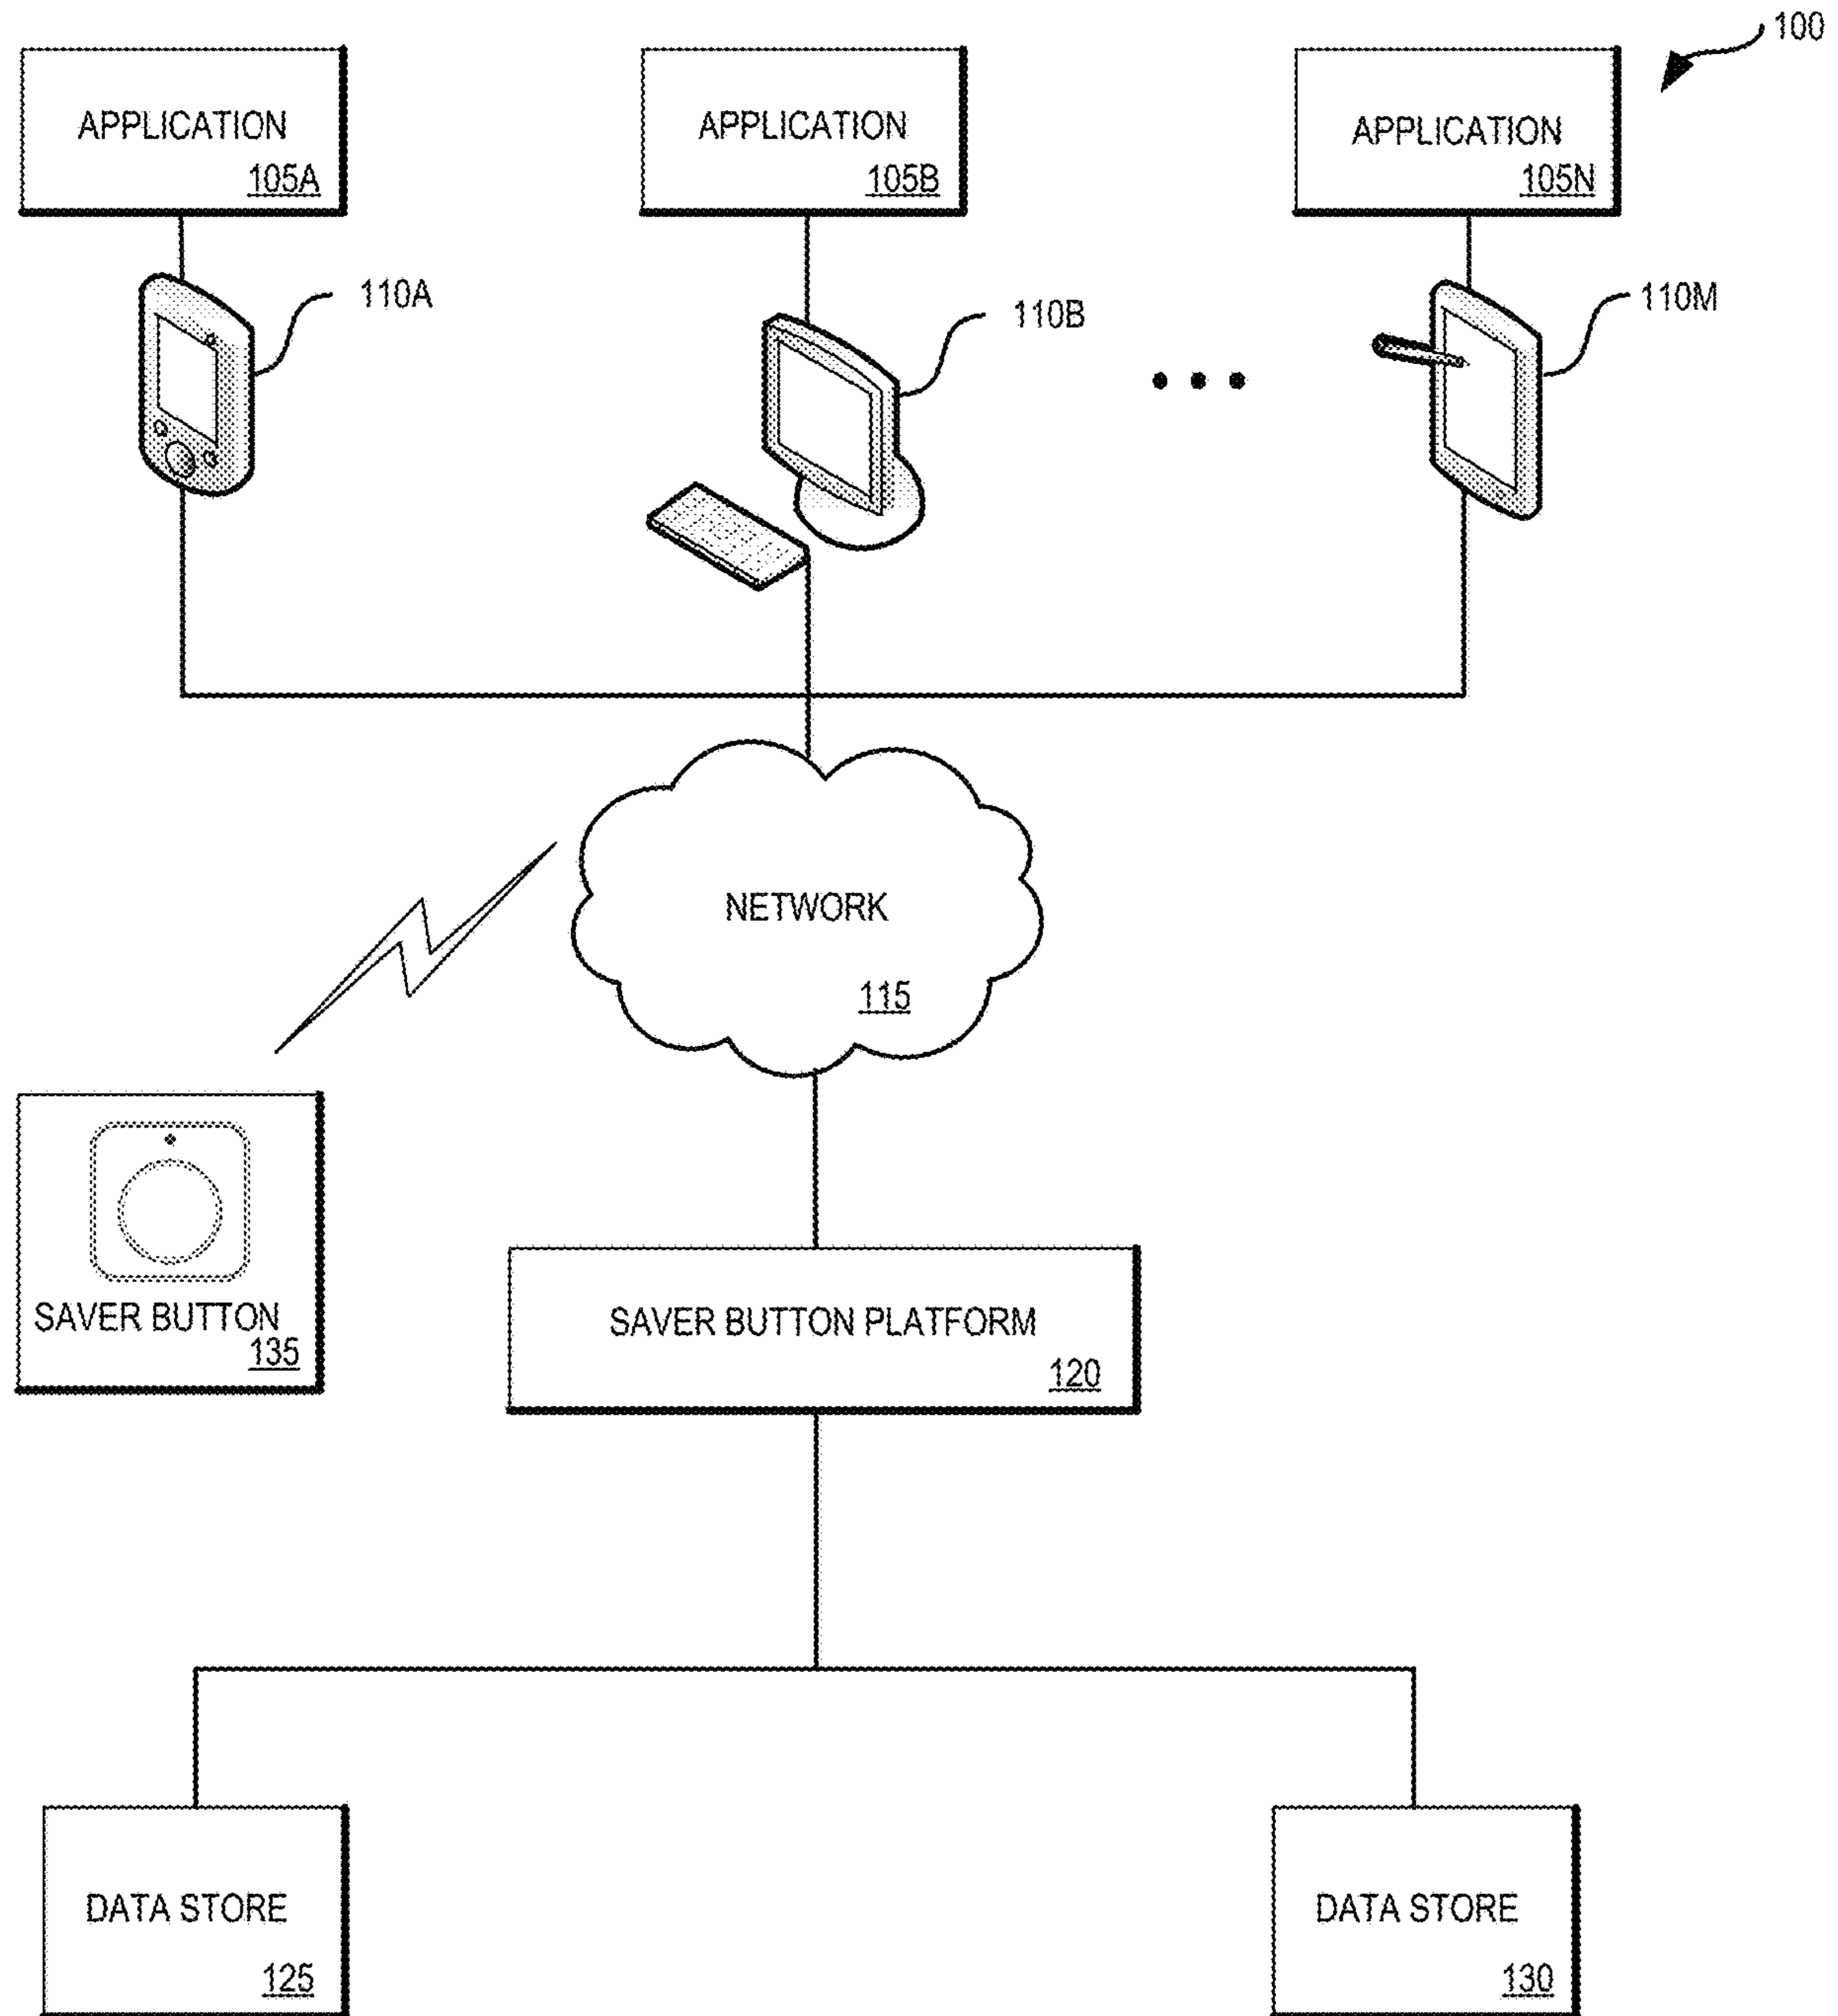 100
APPLICATION
105A
APPLICATION
105B
APPLICATION
105N
110A
110B
110M
NETWORK
115
SAVER BUTTON
135
SAVER BUTTON PLATFORM
120
DATA STORE
125
DATA STORE
130